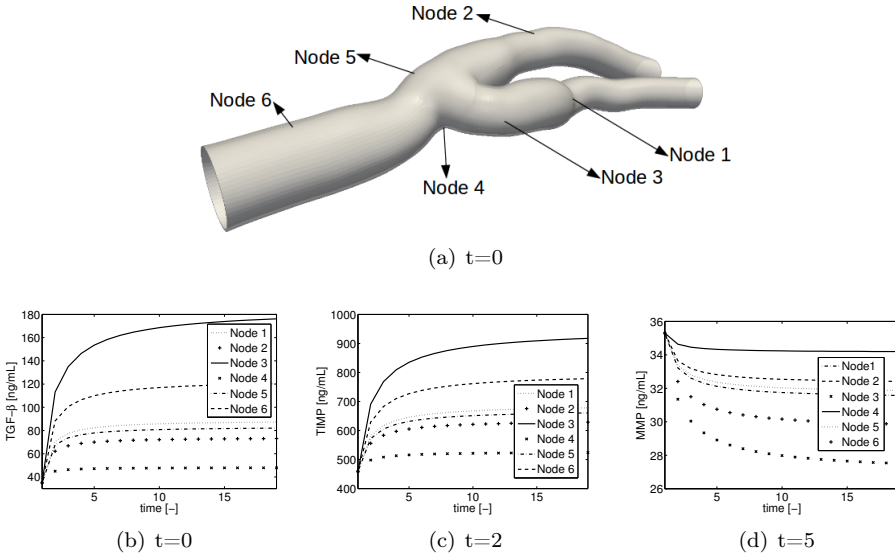 Node 2
Node 5
Node 6
Node 1
Node 3
Node 4
(a) t=0
180
160
140
120
100
80
60
40
5
10
15
TGF-β [ng/mL]
time [-]
Node 1
Node 2
Node 3
Node 4
Node 5
Node 6
(b) t=0
1000
900
800
700
600
500
400
5
10
15
TIMP [ng/mL]
time [-]
Node 1
Node 2
Node 3
Node 4
Node 5
Node 6
(c) t=2
36
34
32
30
28
26
5
10
15
MMP [ng/mL]
time [-]
Node1
Node 2
Node 3
Node 4
Node 5
Node 6
(d) t=5